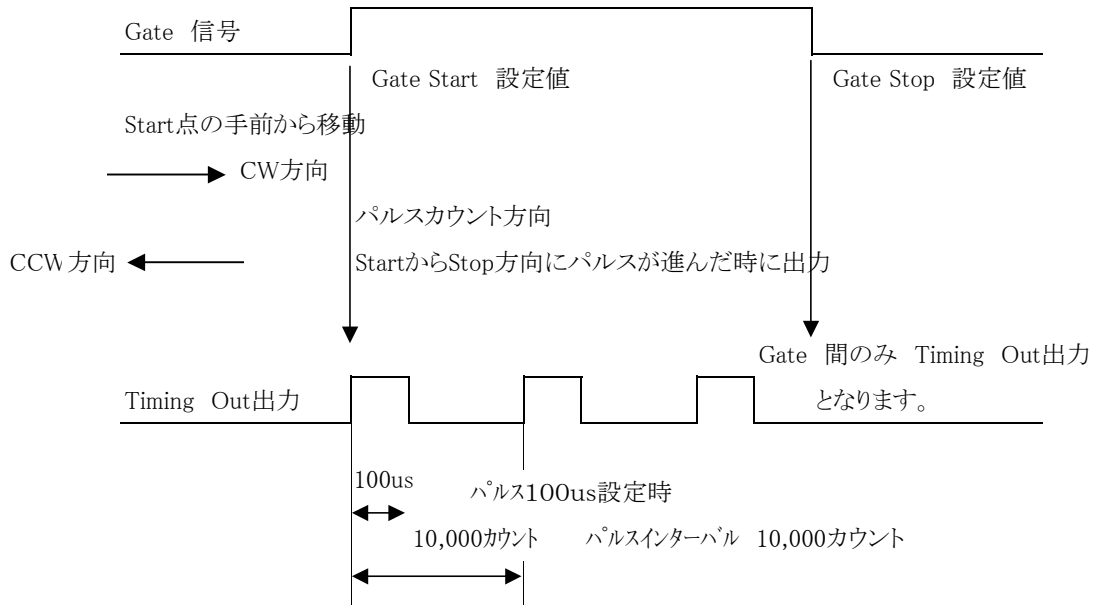 Gate 信号
Gate Start 設定値
Gate Stop 設定値
Start点の手前から移動
CW方向
パルスカウント方向
CCW方向
StartからStop方向にパルスが進んだ時に出力
Gate 間のみ Timing Out出力
となります。
Timing Out出力
100us
ﾊﾟﾙｽ100us設定時
10,000ｶｳﾝﾄ
ﾊﾟﾙｽｲﾝﾀｰﾊﾞﾙ 10,000ｶｳﾝﾄ